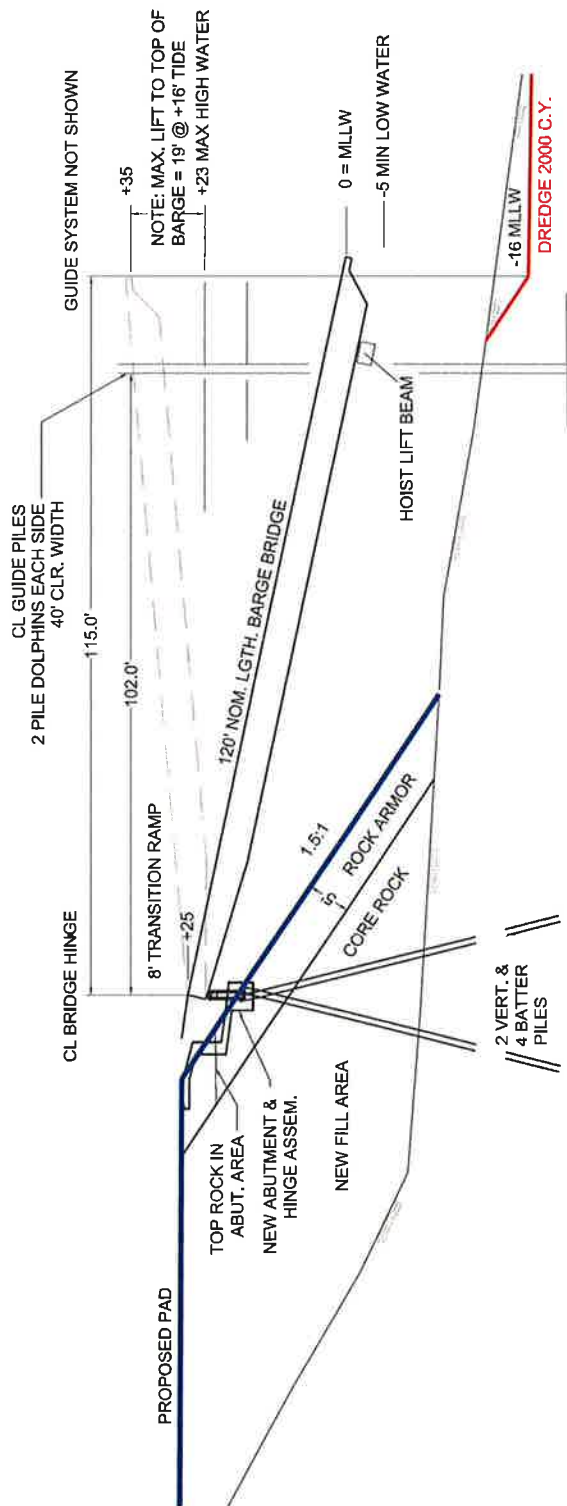 CL GUIDE PILES
2 PILE DOLPHINS EACH SIDE
40' CLR. WIDTH
GUIDE SYSTEM NOT SHOWN
115.0'
+35
102.0'
NOTE: MAX. LIFT TO TOP OF
BARGE = 19' @ +16' TIDE
+23 MAX HIGH WATER
CL BRIDGE HINGE
8' TRANSITION RAMP
+25
120' NOM. LGTH. BARGE BRIDGE
0 = MLLW
-5 MIN LOW WATER
HOIST LIFT BEAM
PROPOSED PAD
TOP ROCK IN
ABUT. AREA
NEW ABUTMENT &
HINGE ASSEM.
NEW FILL AREA
1.5:1
5'
ROCK ARMOR
CORE ROCK
2 VERT. &
4 BATTER
PILES
-16 MLLW
DREDGE 2000 C.Y.